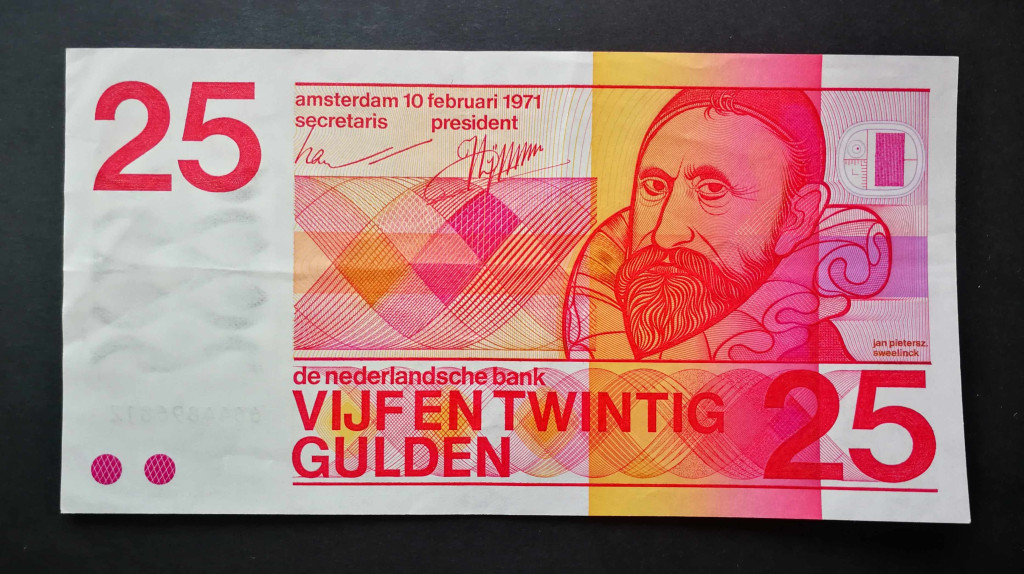 25
amsterdam 10 februari 1971
secretaris president
jan pietersz.
sweelinck
de nederlandsche bank
VIJF EN TWINTIG
GULDEN
25